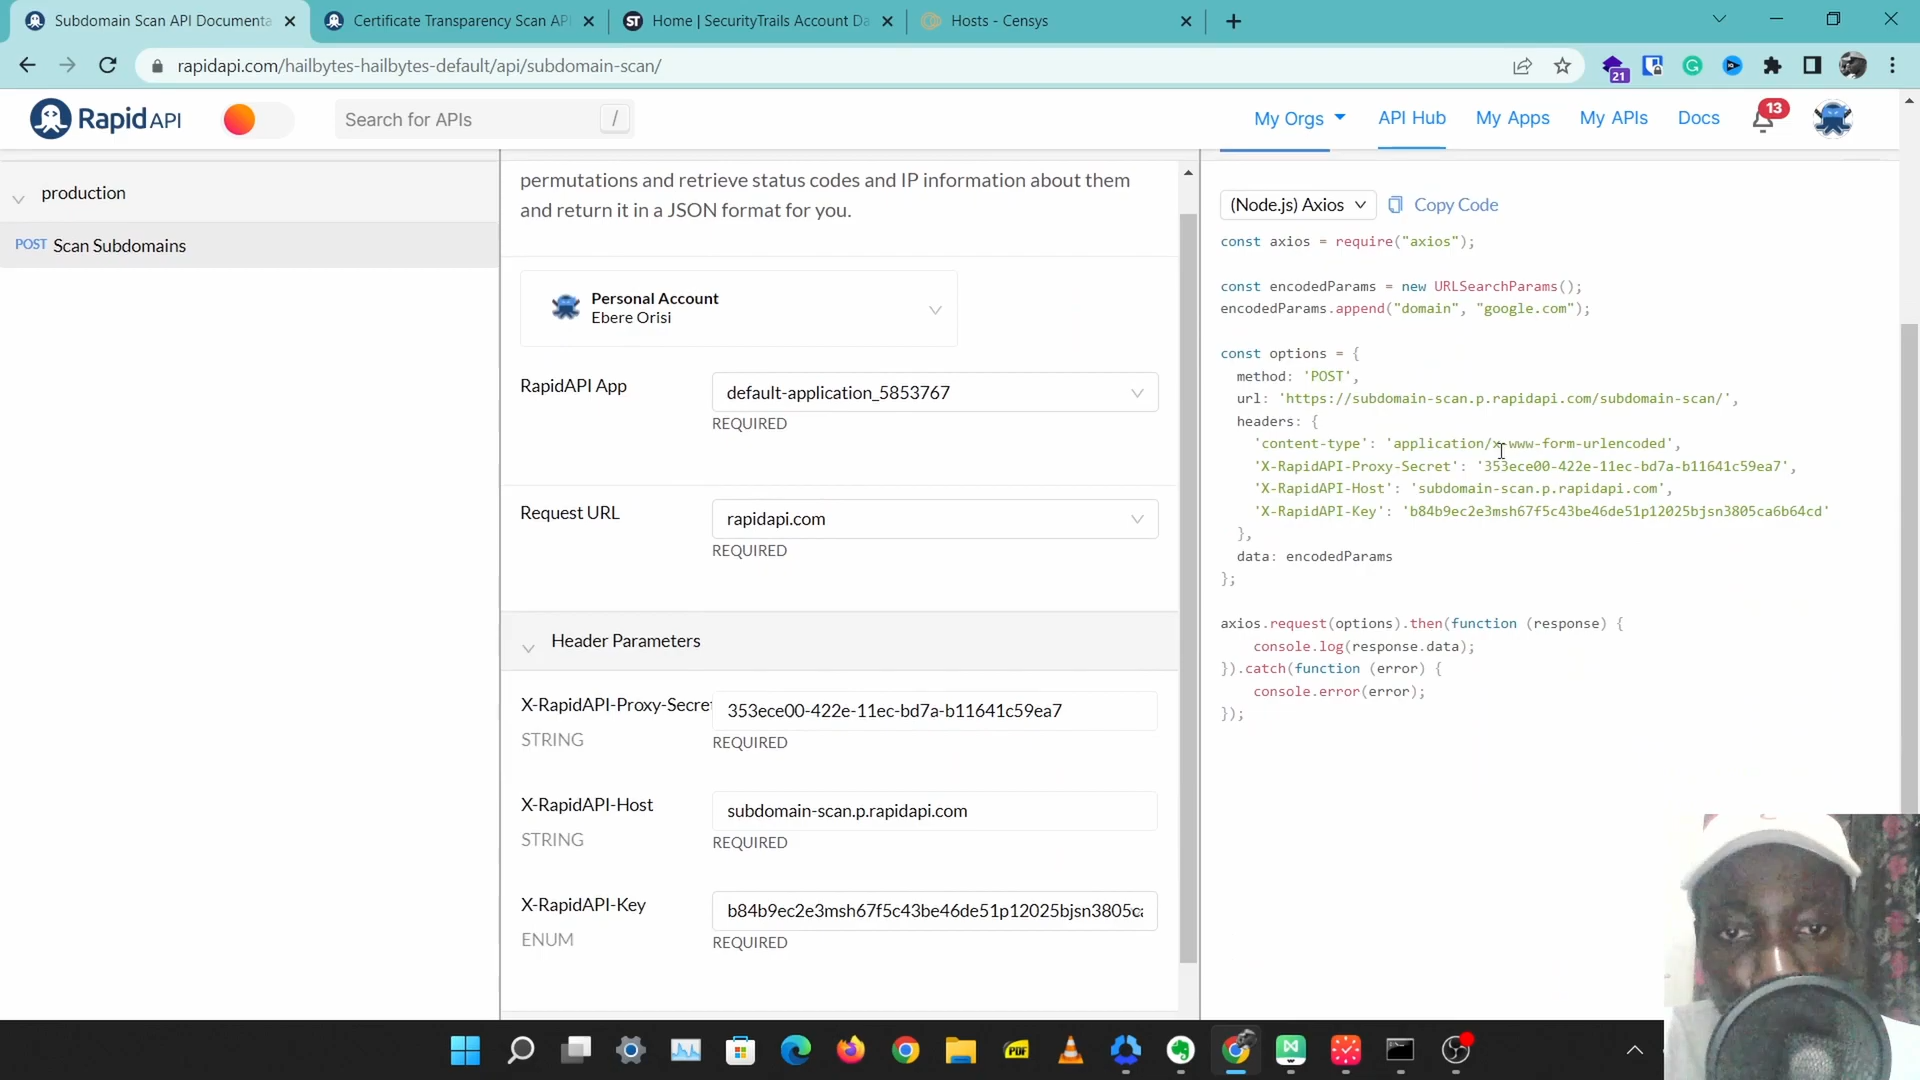 Subdomain Scan API Documenta
Certificate Transparency Scan API
Home | SecurityTrails Account Da
Hosts - Censys
rapidapi.com/hailbytes-hailbytes-default/api/subdomain-scan/
21
Rapid API
Search for APIs
/
My Orgs
API Hub
My Apps
My APIs
Docs
13
production
POST Scan Subdomains
permutations and retrieve status codes and IP information about them
and return it in a JSON format for you.
Personal Account
Ebere Orisi
RapidAPI App
default-application_5853767
REQUIRED
Request URL
rapidapi.com
REQUIRED
Header Parameters
X-RapidAPI-Proxy-Secret
353ece00-422e-11ec-bd7a-b11641c59ea7
STRING
REQUIRED
X-RapidAPI-Host
subdomain-scan.p.rapidapi.com
STRING
REQUIRED
X-RapidAPI-Key
b84b9ec2e3msh67f5c43be46de51p12025bjsn3805ca
ENUM
REQUIRED
(Node.js) Axios
Copy Code
const axios = require("axios");
const encodedParams = new URLSearchParams();
encodedParams.append("domain", "google.com");
const options = {
method: 'POST',
url: 'https://subdomain-scan.p.rapidapi.com/subdomain-scan/',
headers: {
'content-type': 'application/x-www-form-urlencoded',
'X-RapidAPI-Proxy-Secret': '353ece00-422e-11ec-bd7a-b11641c59ea7',
'X-RapidAPI-Host': 'subdomain-scan.p.rapidapi.com',
'X-RapidAPI-Key': 'b84b9ec2e3msh67f5c43be46de51p12025bjsn3805ca6b64cd'
},
data: encodedParams
};
axios.request(options).then(function (response) {
console.log(response.data);
}).catch(function (error) {
console.error(error);
});
PDF